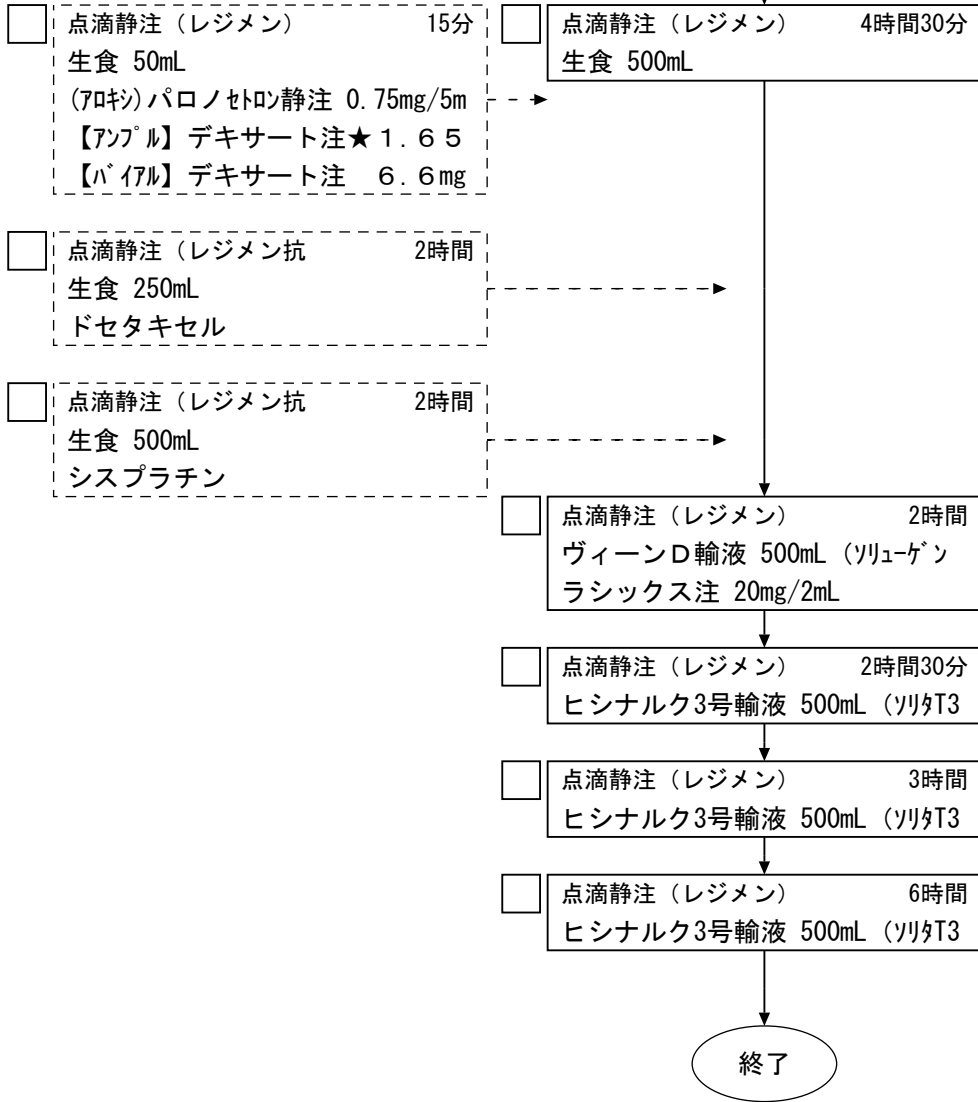 点滴静注（レジメン） 15分
生食 50mL
(ｱﾛｷｼ)パロノｾﾄﾛﾝ静注 0.75mg/5m
【ｱﾝﾌﾟﾙ】デキサート注★１.６５
【ﾊﾞｲｱﾙ】デキサート注　６.６mg
点滴静注（レジメン） 4時間30分
生食 500mL
点滴静注（レジメン抗 2時間
生食 250mL
ドセタキセル
点滴静注（レジメン抗 2時間
生食 500mL
シスプラチン
点滴静注（レジメン） 2時間
ヴィーンＤ輸液 500mL（ｿﾘｭｰｹﾞﾝ
ラシックス注 20mg/2mL
点滴静注（レジメン） 2時間30分
ヒシナルク3号輸液 500mL（ｿﾘﾀT3
点滴静注（レジメン） 3時間
ヒシナルク3号輸液 500mL（ｿﾘﾀT3
点滴静注（レジメン） 6時間
ヒシナルク3号輸液 500mL（ｿﾘﾀT3
終了